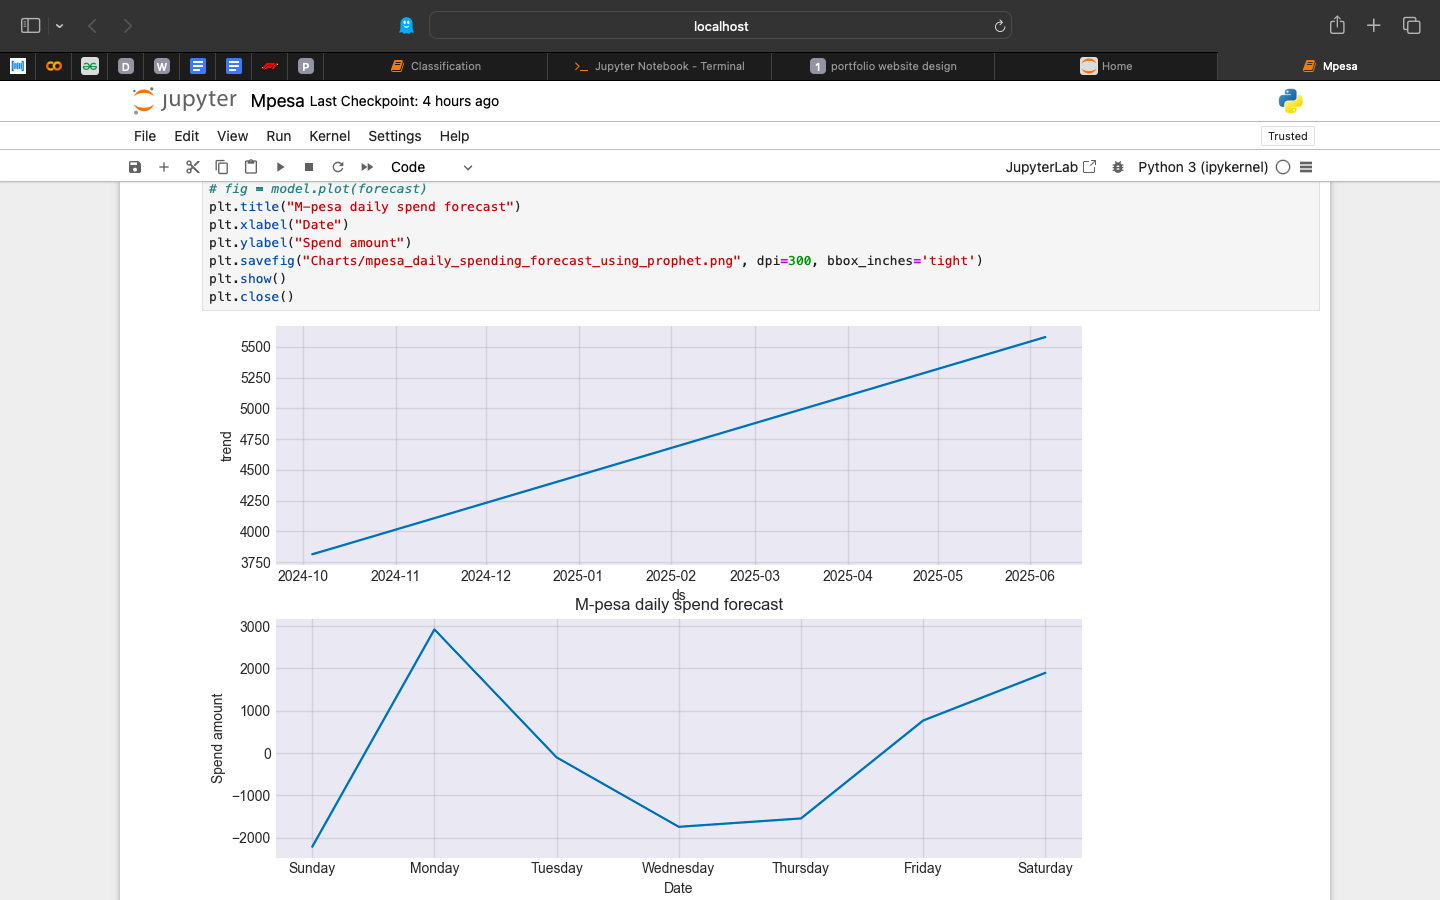 localhost
D
W
P
Classification
Jupyter Notebook - Terminal
1 portfolio website design
Home
Mpesa
jupyter Mpesa Last Checkpoint: 4 hours ago
File Edit View Run Kernel Settings Help
Trusted
Code
JupyterLab
Python 3 (ipykernel)
# fig = model.plot(forecast)
plt.title("M-pesa daily spend forecast")
plt.xlabel("Date")
plt.ylabel("Spend amount")
plt.savefig("Charts/mpesa_daily_spending_forecast_using_prophet.png", dpi=300, bbox_inches='tight')
plt.show()
plt.close()
5500
5250
5000
4750
4500
4250
4000
3750
trend
2024-10 2024-11 2024-12 2025-01 2025-02 2025-03 2025-04 2025-05 2025-06
ds
M-pesa daily spend forecast
3000
2000
1000
0
−1000
−2000
Spend amount
Sunday Monday Tuesday Wednesday Thursday Friday Saturday
Date